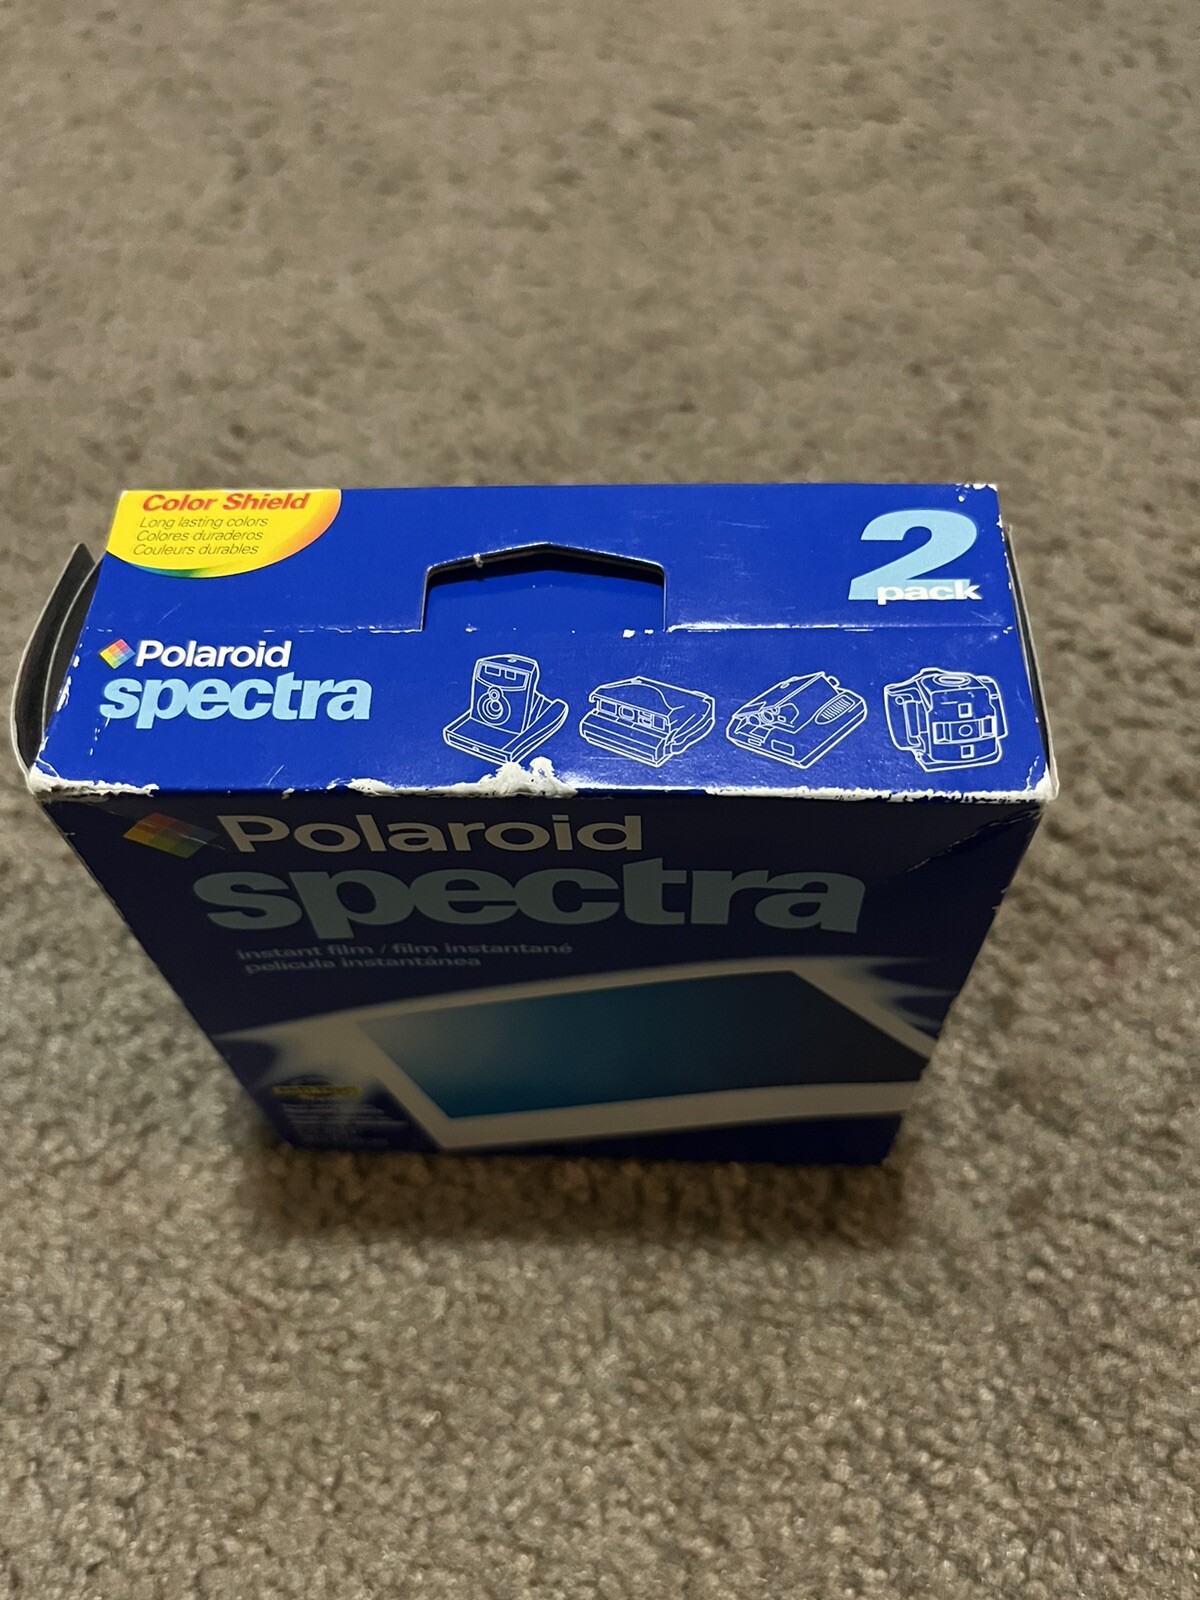 Color Shield
Long lasting colors
Colores duraderos
Couleurs durables
2
pack
Polaroid
spectra
Polaroid
spectra
instant film / film instantané
película instantánea